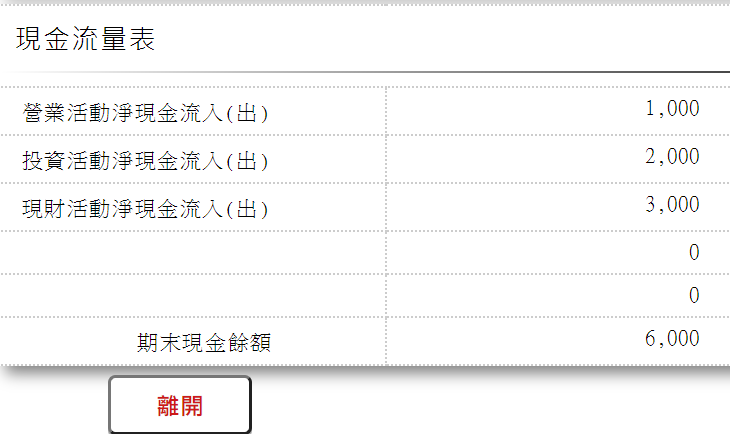 現金流量表
營業活動淨現金流入(出) 1,000
投資活動淨現金流入(出) 2,000
現財活動淨現金流入(出) 3,000
0
0
期末現金餘額 6,000
離開